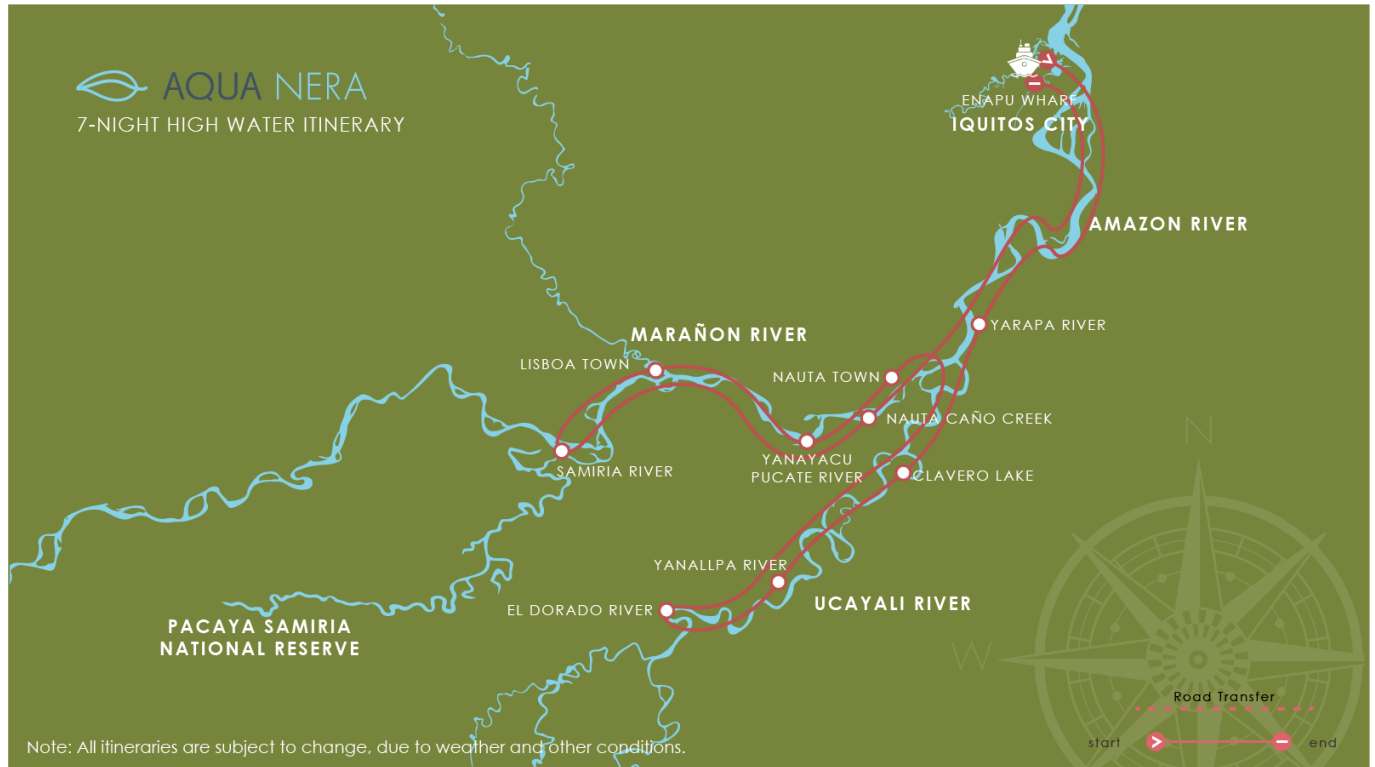 AQUA NERA
7-NIGHT HIGH WATER ITINERARY
ENAPU WHARF
IQUITOS CITY
AMAZON RIVER
YARAPA RIVER
MARAÑON RIVER
LISBOA TOWN
NAUTA TOWN
NAUTA CAÑO CREEK
YANAYACU
PUCATE RIVER
SAMIRIA RIVER
CLAVERO LAKE
YANALLPA RIVER
EL DORADO RIVER
UCAYALI RIVER
PACAYA SAMIRIA
NATIONAL RESERVE
N
W
Road Transfer
start
end
Note: All itineraries are subject to change, due to weather and other conditions.